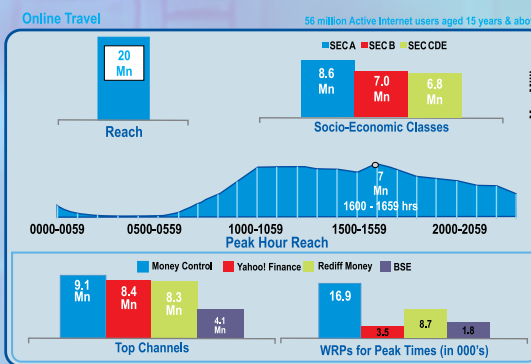 Online Travel
56 million Active Internet users aged 15 years & abov
20
Mn
Reach
SEC A SEC B SEC CDE
8.6
Mn
7.0
Mn
6.8
Mn
Socio-Economic Classes
7
Mn
1600 - 1659 hrs
0000-0059 0500-0559 1000-1059 1500-1559 2000-2059
Peak Hour Reach
Money Control Yahoo! Finance Rediff Money BSE
9.1
Mn
8.4
Mn
8.3
Mn
4.1
Mn
Top Channels
16.9
3.5
8.7
1.8
WRPs for Peak Times (in 000's)